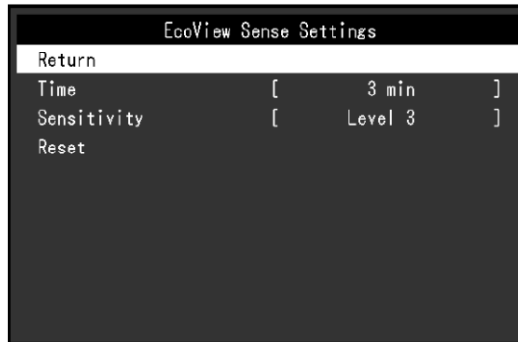 EcoView Sense Settings
Return
Time [ 3 min ]
Sensitivity [ Level 3 ]
Reset